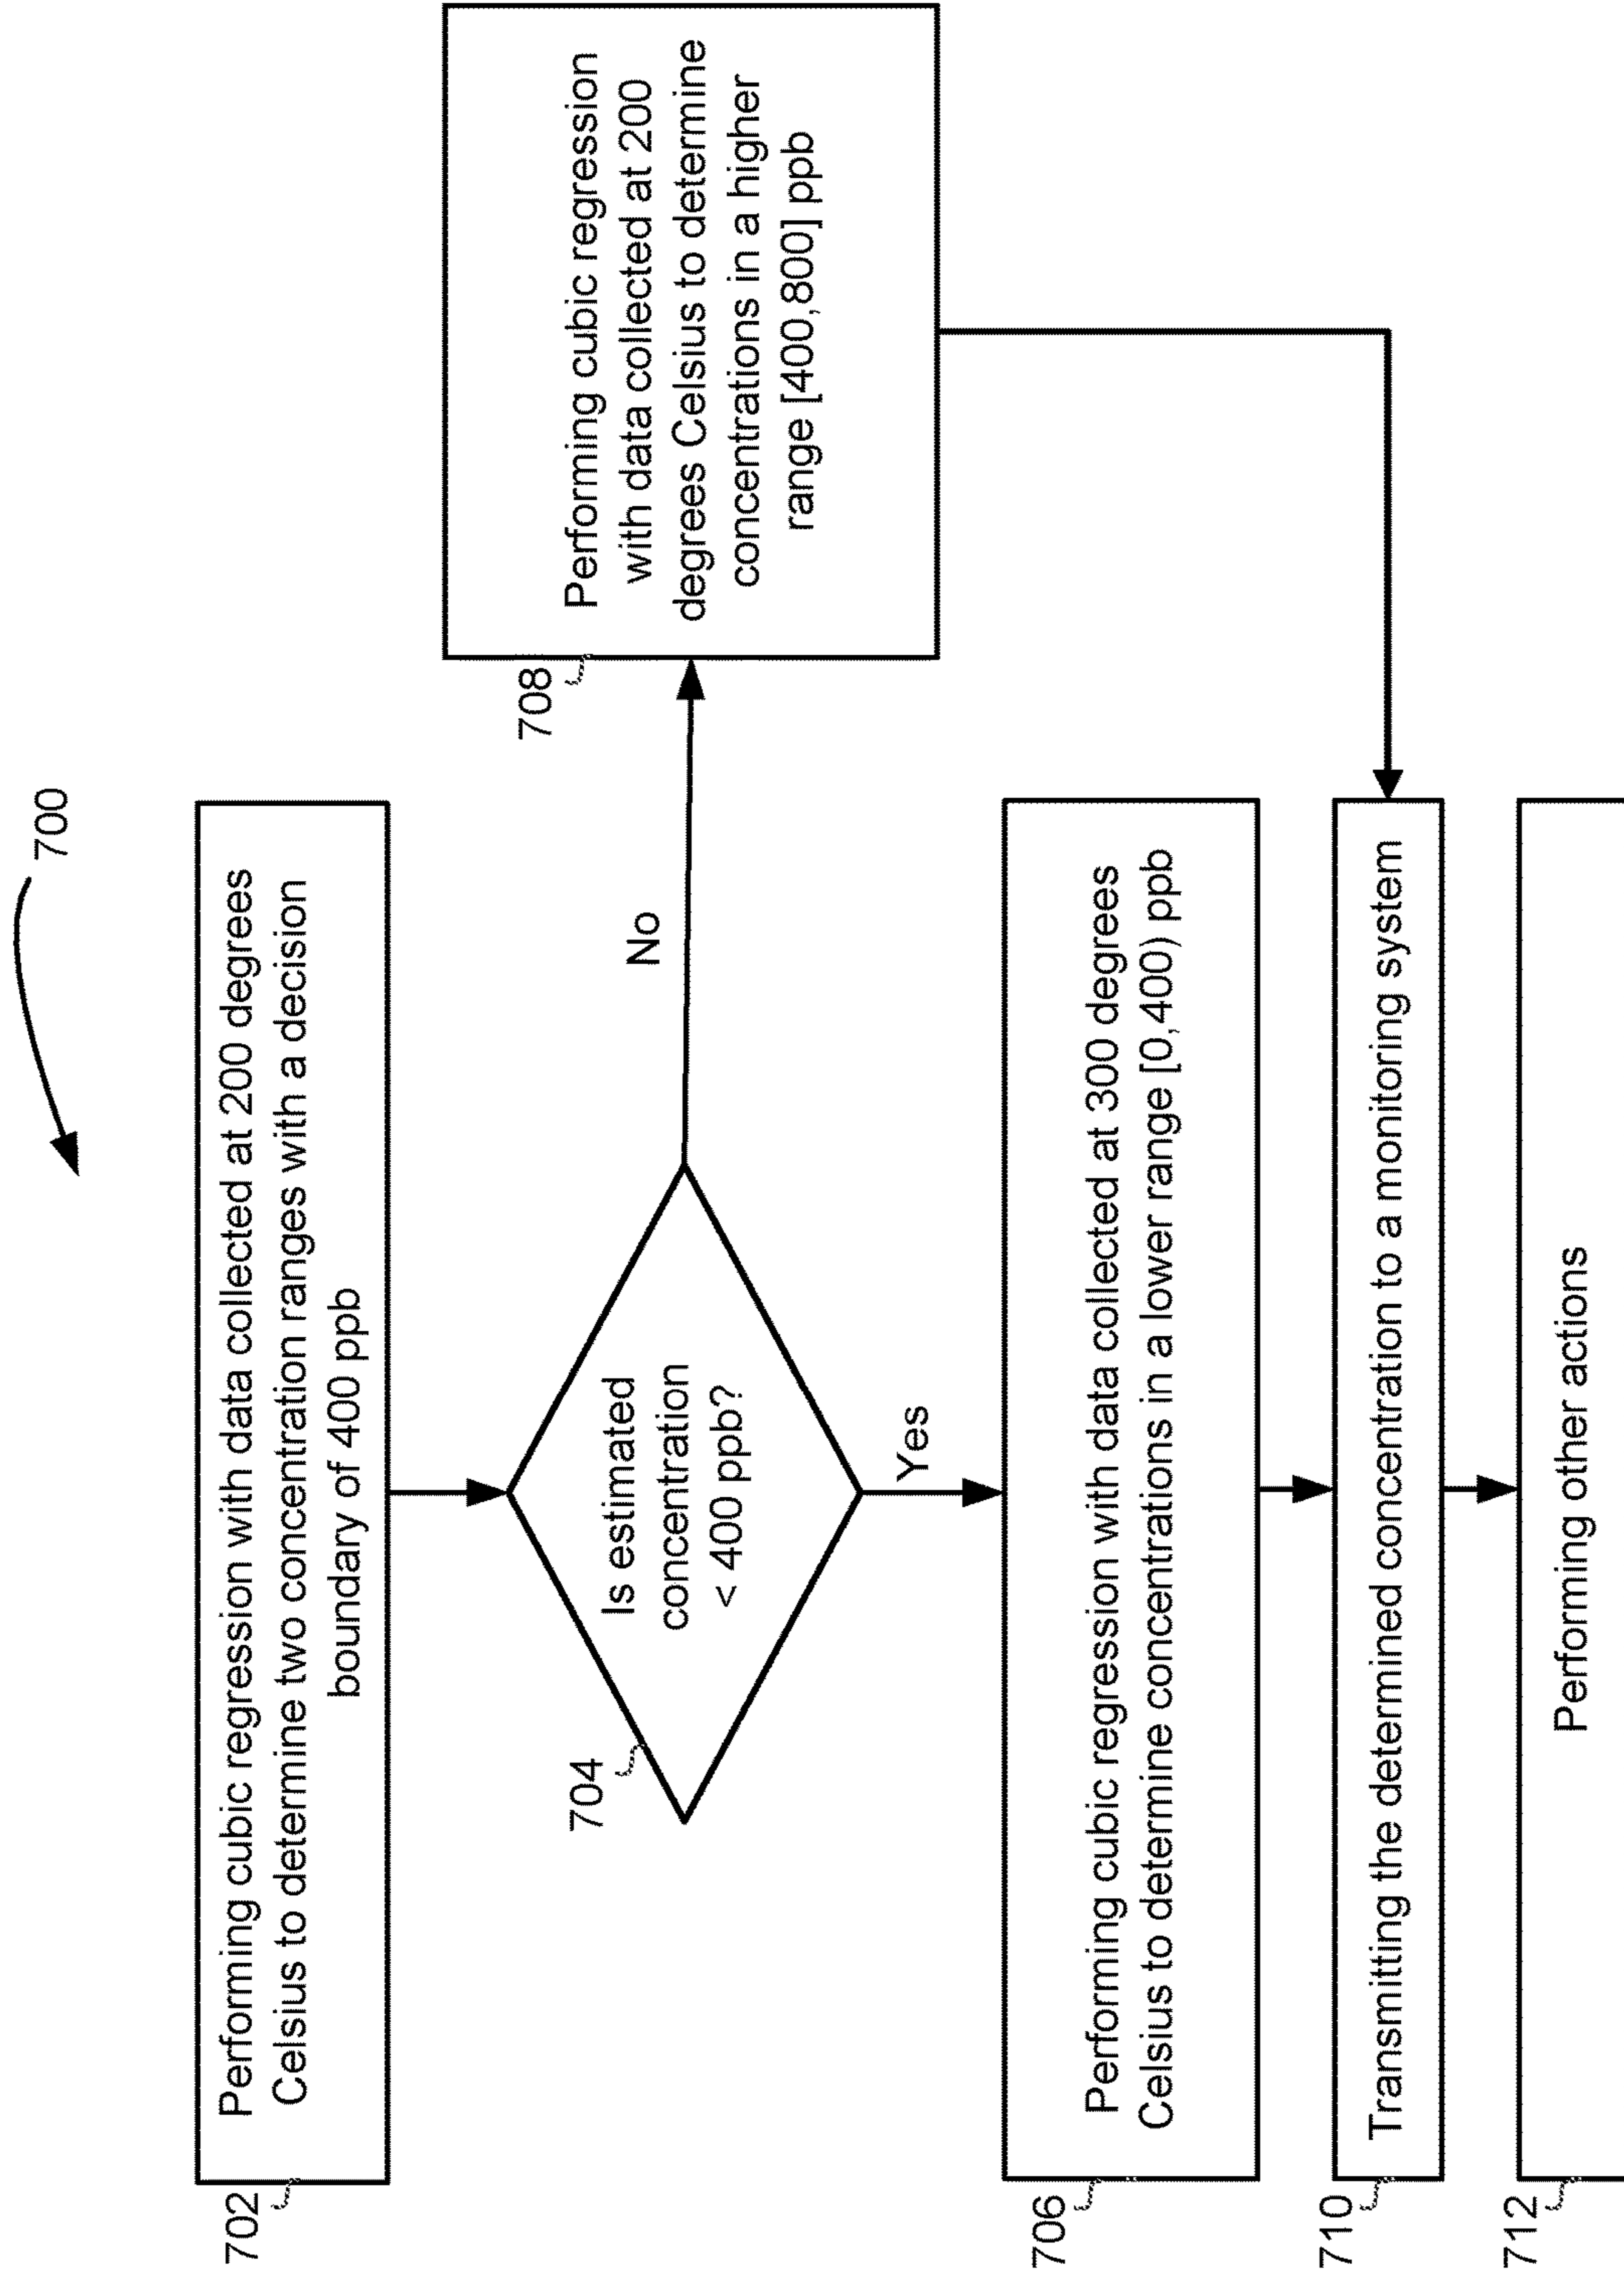 700
702
Performing cubic regression with data collected at 200 degrees
Celsius to determine two concentration ranges with a decision
boundary of 400 ppb
704
Is estimated
concentration
< 400 ppb?
No
708
Performing cubic regression
with data collected at 200
degrees Celsius to determine
concentrations in a higher
range [400,800] ppb
Yes
706
Performing cubic regression with data collected at 300 degrees
Celsius to determine concentrations in a lower range [0,400) ppb
710
Transmitting the determined concentration to a monitoring system
712
Performing other actions